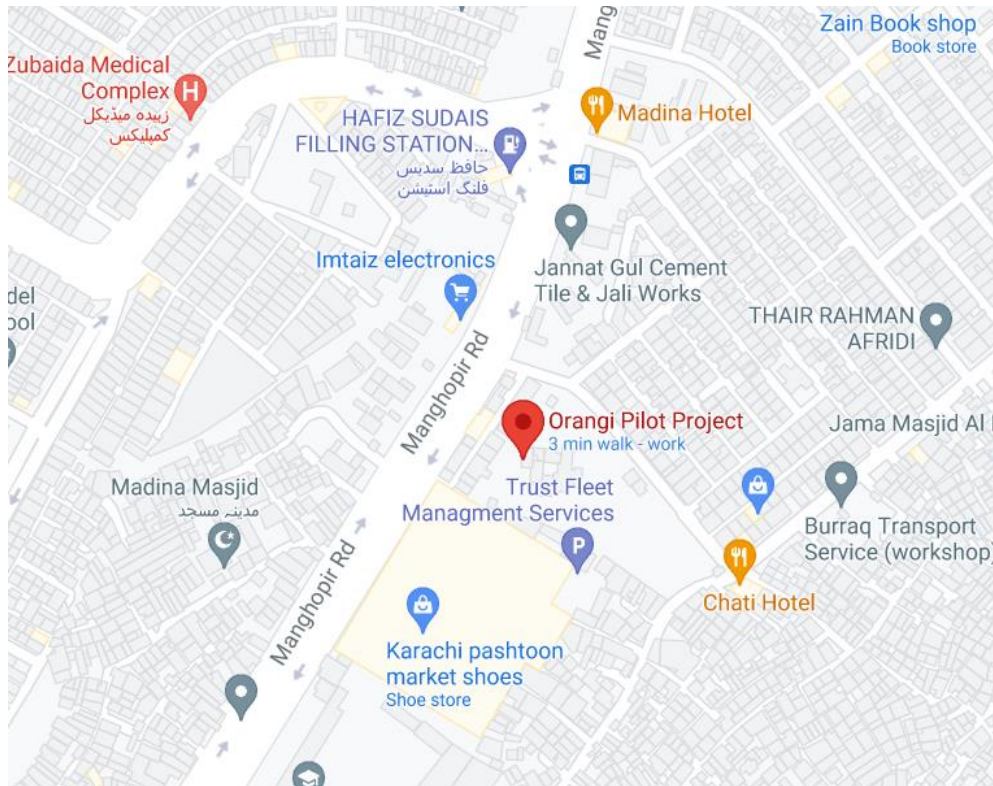 Zain Book shop
Book store
Zubaida Medical
Complex
زبیدہ میڈیکل
کمپلیکس
Mang
Madina Hotel
HAFIZ SUDAIS
FILLING STATION...
حافظ سدیس
فلنگ اسٹیشن
Imtaiz electronics
Jannat Gul Cement
Tile & Jali Works
del
ool
THAIR RAHMAN
AFRIDI
Manghopir Rd
Orangi Pilot Project
3 min walk - work
Jama Masjid Al
Madina Masjid
مدینہ مسجد
Trust Fleet
Managment Services
P
Burraq Transport
Service (workshop)
Manghopir Rd
Chati Hotel
Karachi pashtoon
market shoes
Shoe store
H